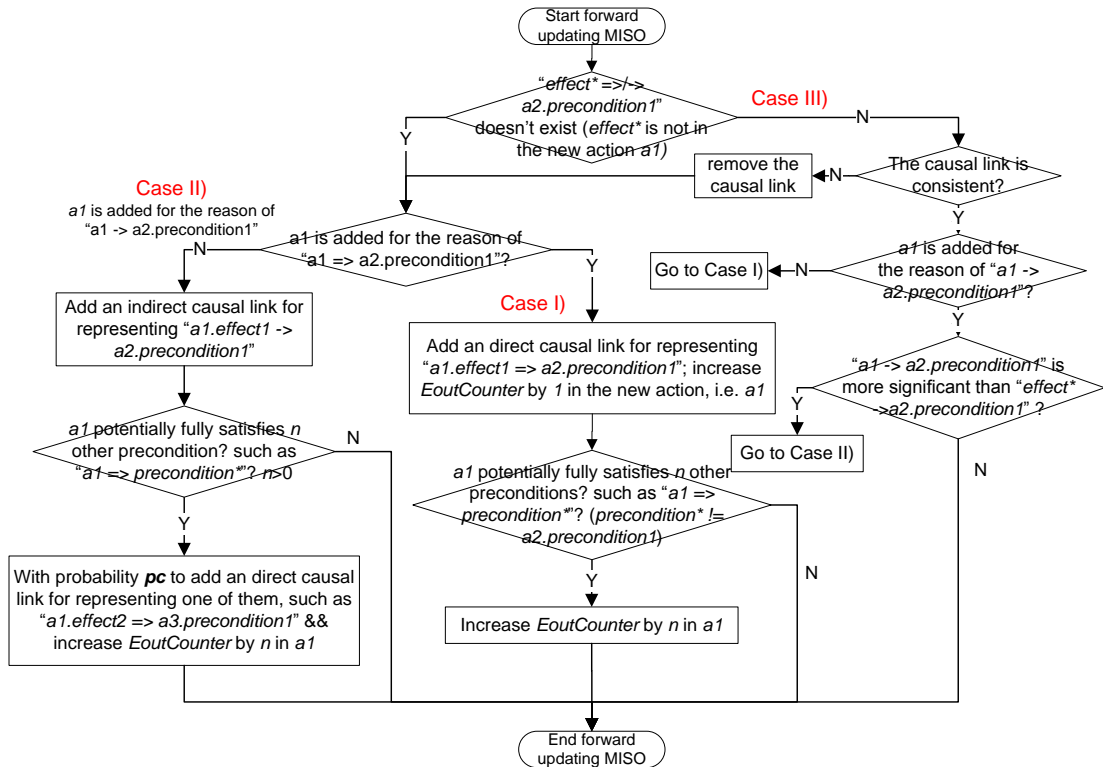 Start forward
updating MISO
“effect* =>/->
a2.precondition1”
doesn’t exist (effect* is not in
the new action a1)
Case III)
N
Y
The causal link is
consistent?
N
remove the
causal link
Y
Case II)
a1 is added for the reason of
“a1 -> a2.precondition1”
a1 is added for the reason of
“a1 => a2.precondition1”?
N
Y
a1 is added for
the reason of “a1 ->
a2.precondition1”?
N
Go to Case I)
Y
Case I)
Add an indirect causal link for
representing “a1.effect1 ->
a2.precondition1”
Add an direct causal link for representing
“a1.effect1 => a2.precondition1”; increase
EoutCounter by 1 in the new action, i.e. a1
“a1 -> a2.precondition1” is
more significant than “effect*
->a2.precondition1” ?
Y
Go to Case II)
N
a1 potentially fully satisfies n
other precondition? such as
“a1 => precondition*”? n>0
N
Y
a1 potentially fully satisfies n other
preconditions? such as “a1 =>
precondition*”? (precondition* !=
a2.precondition1)
N
Y
With probability pc to add an direct causal
link for representing one of them, such as
“a1.effect2 => a3.precondition1” &&
increase EoutCounter by n in a1
Increase EoutCounter by n in a1
End forward
updating MISO